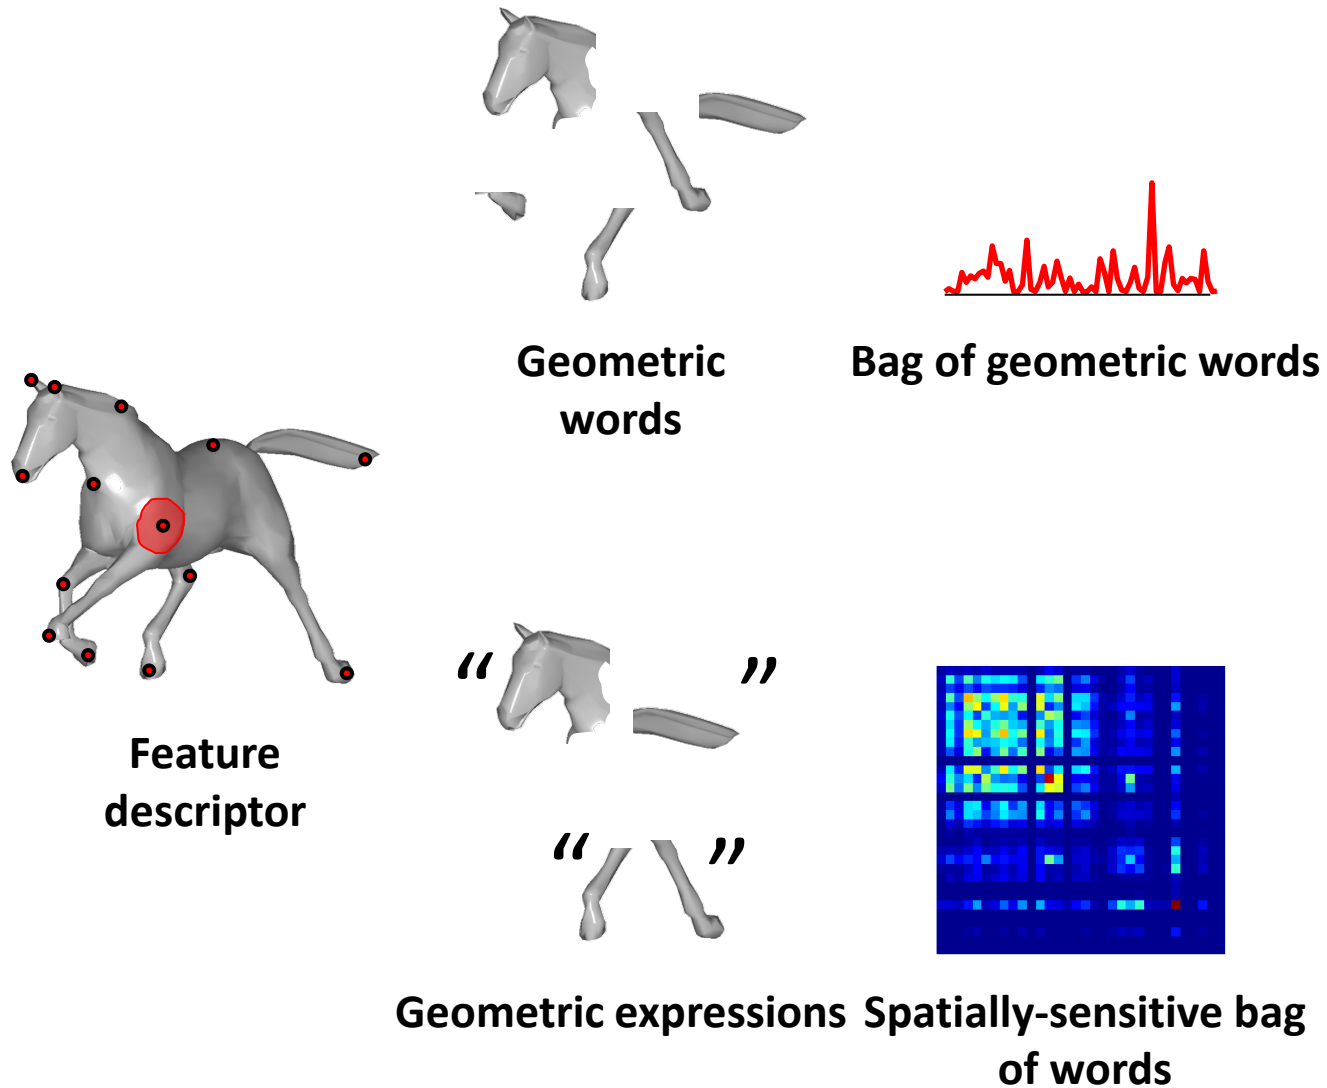 Geometric
words
Bag of geometric words
Feature
descriptor
“ ”
“ ”
Geometric expressions
Spatially-sensitive bag
of words